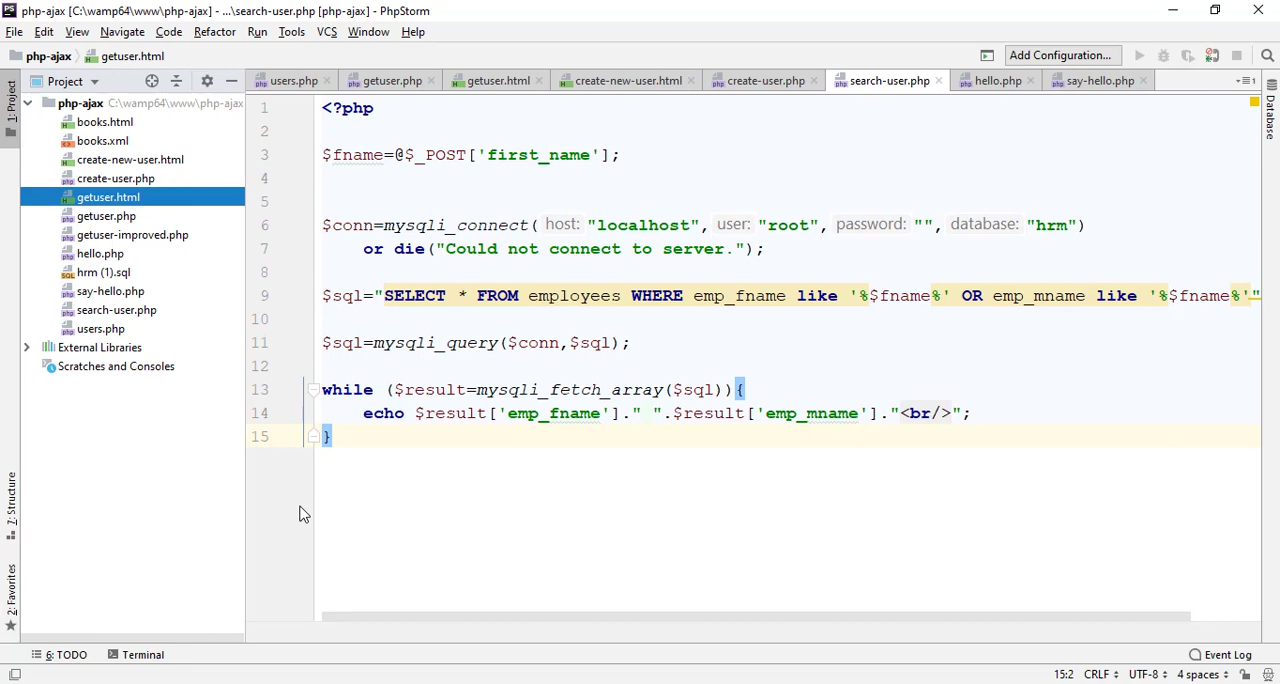 php-ajax [C:\wamp64\www\php-ajax] - ...\search-user.php [php-ajax] - PhpStorm
File Edit View Navigate Code Refactor Run Tools VCS Window Help
php-ajax getuser.html Add Configuration...
1: Project
Project
users.php getuser.php getuser.html create-new-user.html create-user.php search-user.php hello.php say-hello.php
php-ajax C:\wamp64\www\php-ajax
books.html
books.xml
create-new-user.html
create-user.php
getuser.html
getuser.php
getuser-improved.php
hello.php
hrm (1).sql
say-hello.php
search-user.php
users.php
External Libraries
Scratches and Consoles
1 <?php
2
3 $fname=@$_POST['first_name'];
4
5
6 $conn=mysqli_connect( host: "localhost", user: "root", password: "", database: "hrm")
7 or die("Could not connect to server.");
8
9 $sql="SELECT * FROM employees WHERE emp_fname like '%$fname%' OR emp_mname like '%$fname%'"
10
11 $sql=mysqli_query($conn,$sql);
12
13 while ($result=mysqli_fetch_array($sql)){
14 echo $result['emp_fname']." ".$result['emp_mname']."<br/>";
15 }
Database
Z: Structure
2: Favorites
6: TODO Terminal Event Log
15:2 CRLF UTF-8 4 spaces